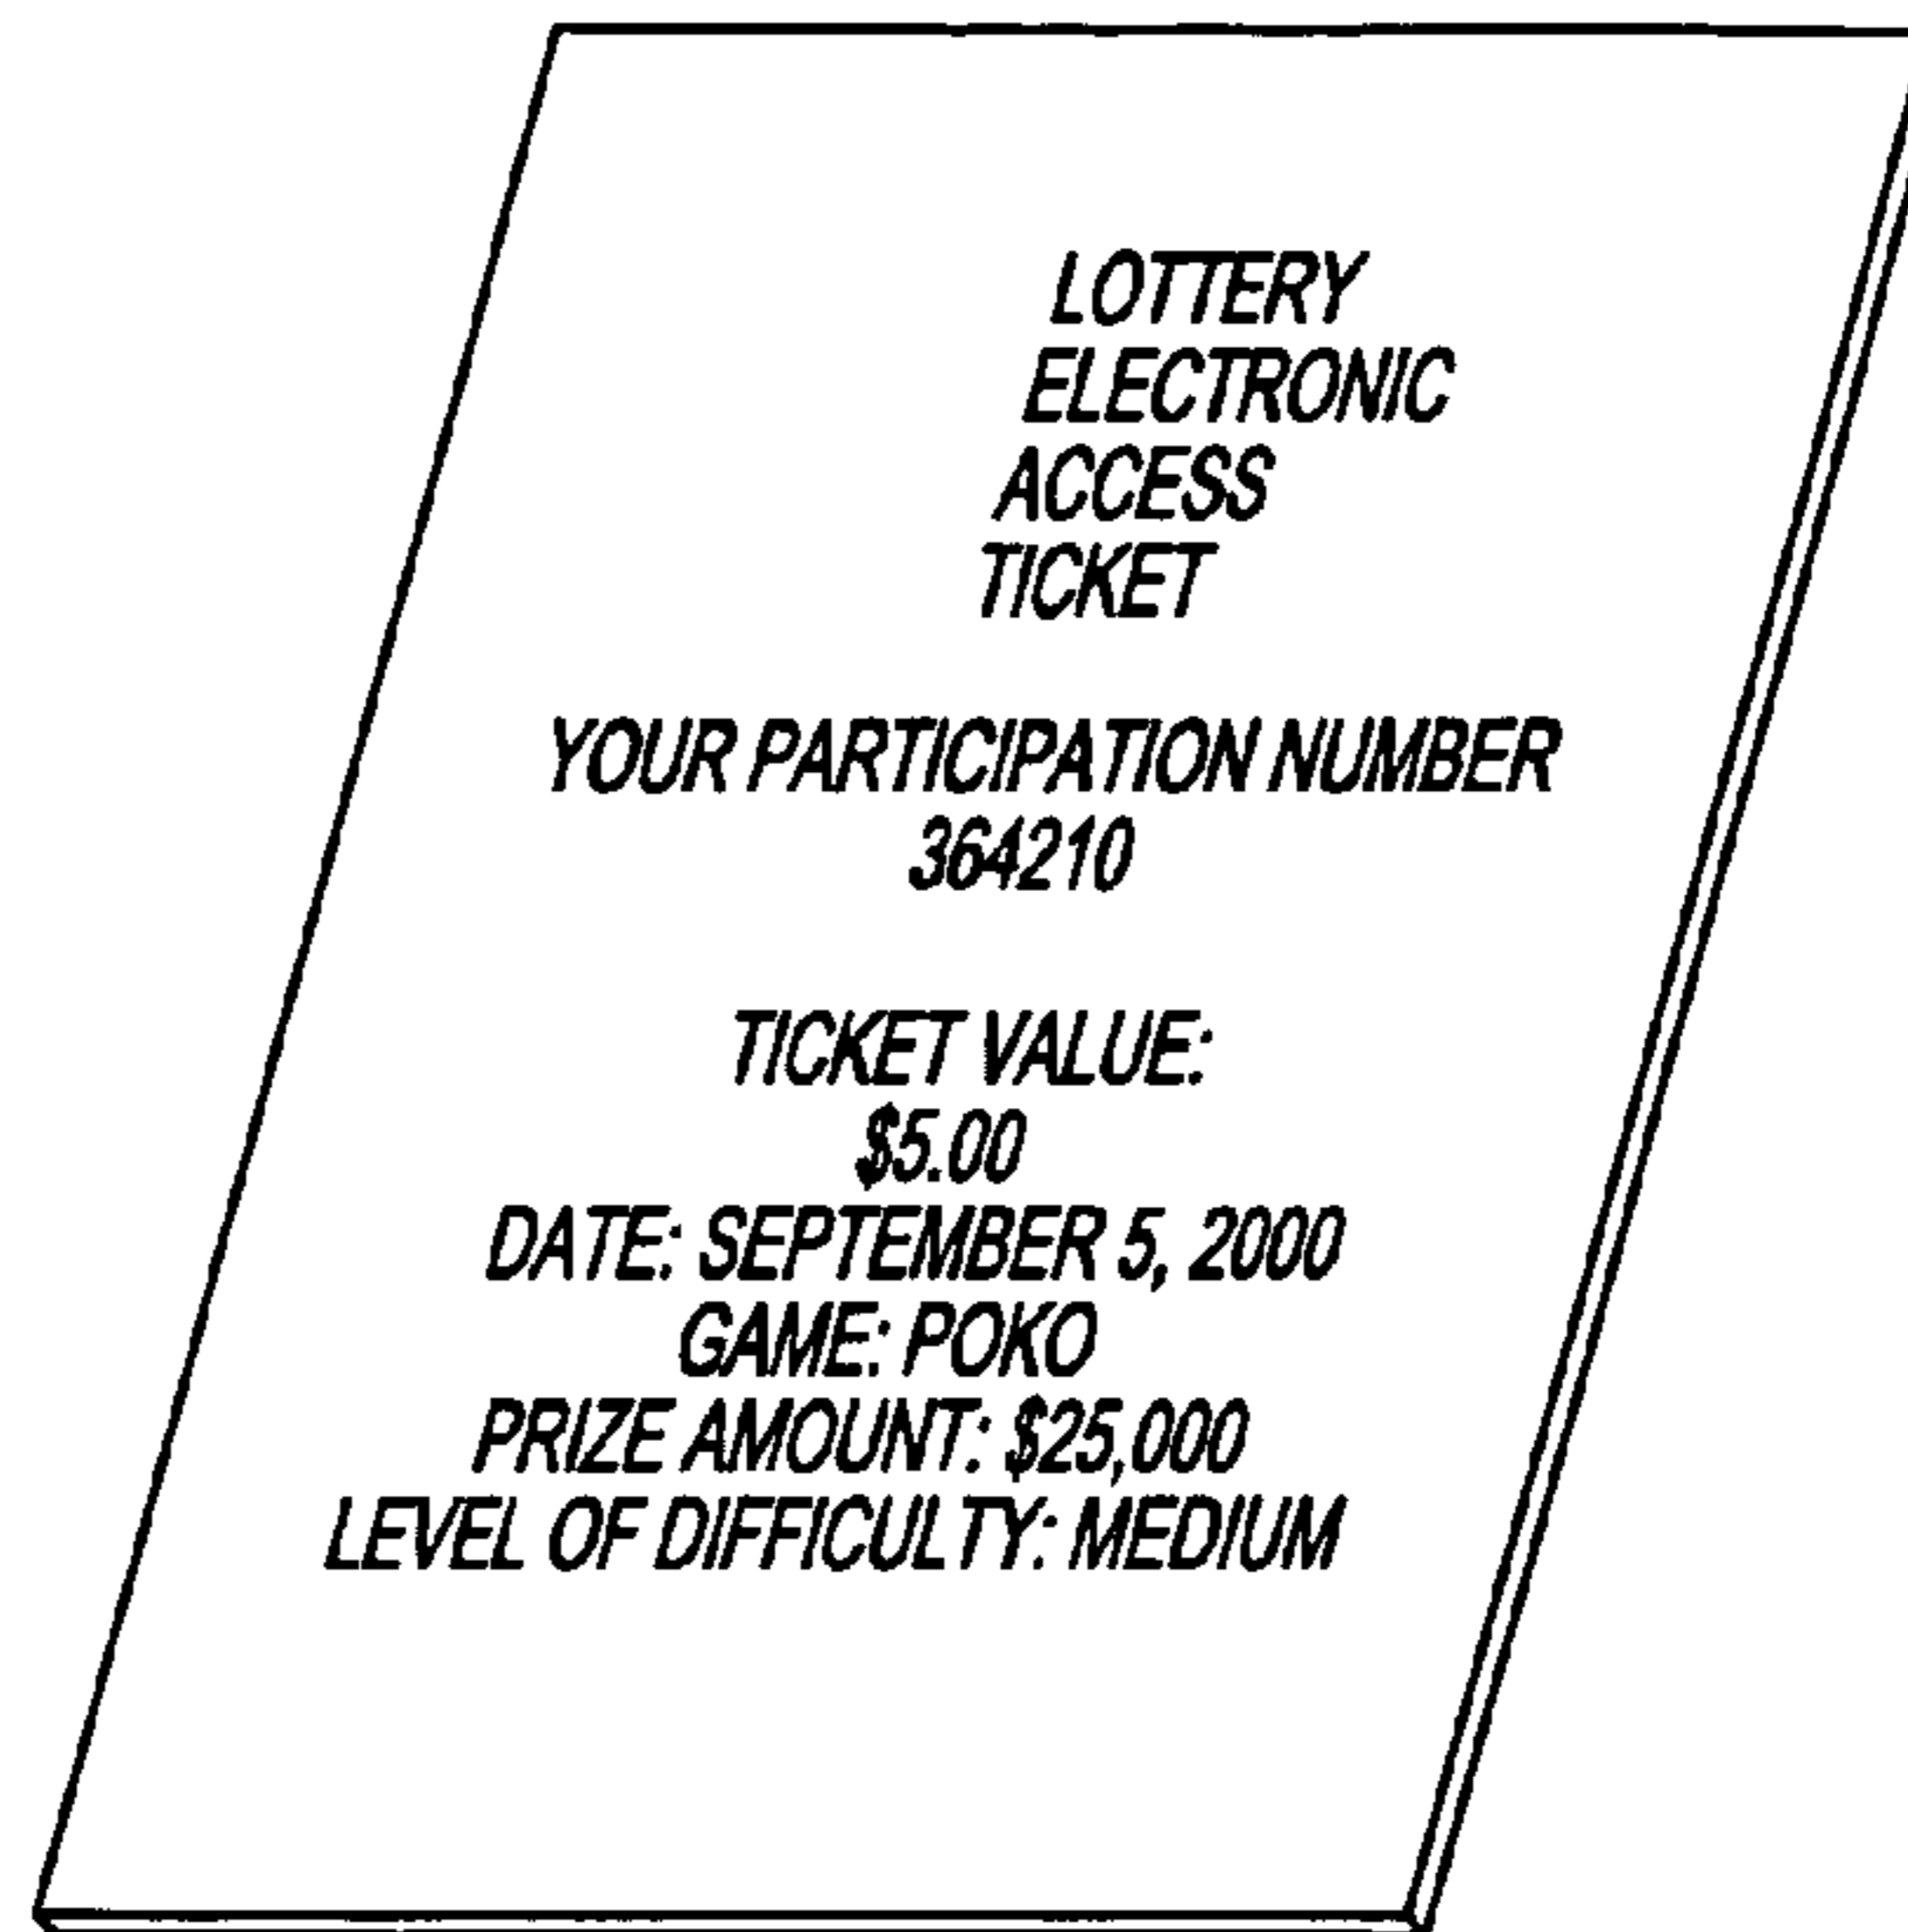 LOTTERY
ELECTRONIC
ACCESS
TICKET
YOUR PARTICIPATION NUMBER
364210
TICKET VALUE:
$5.00
DATE: SEPTEMBER 5, 2000
GAME: POKO
PRIZE AMOUNT: $25,000
LEVEL OF DIFFICULTY: MEDIUM